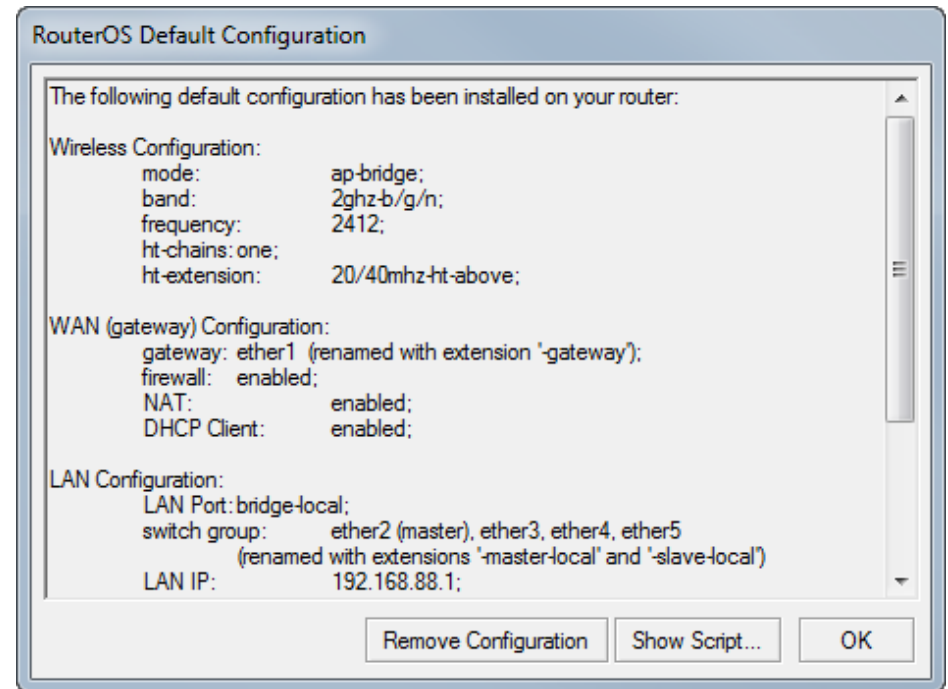 RouterOS Default Configuration
The following default configuration has been installed on your router:
Wireless Configuration:
mode: ap-bridge;
band: 2ghz-b/g/n;
frequency: 2412;
ht-chains: one;
ht-extension: 20/40mhz-ht-above;
WAN (gateway) Configuration:
gateway: ether1 (renamed with extension '-gateway');
firewall: enabled;
NAT: enabled;
DHCP Client: enabled;
LAN Configuration:
LAN Port: bridge-local;
switch group: ether2 (master), ether3, ether4, ether5
(renamed with extensions '-master-local' and '-slave-local')
LAN IP: 192.168.88.1;
Remove Configuration Show Script... OK